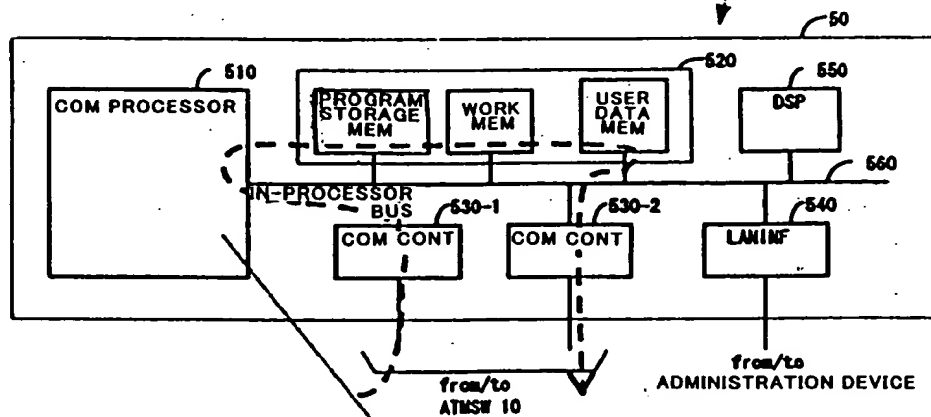 50
510
520
550
COM PROCESSOR
PROGRAM
STORAGE
MEM
WORK
MEM
USER
DATA
MEM
DSP
560
IN-PROCESSOR
BUS
530-1
530-2
540
COM CONT
COM CONT
LANINF
from/to
ATMSW 10
from/to
ADMINISTRATION DEVICE